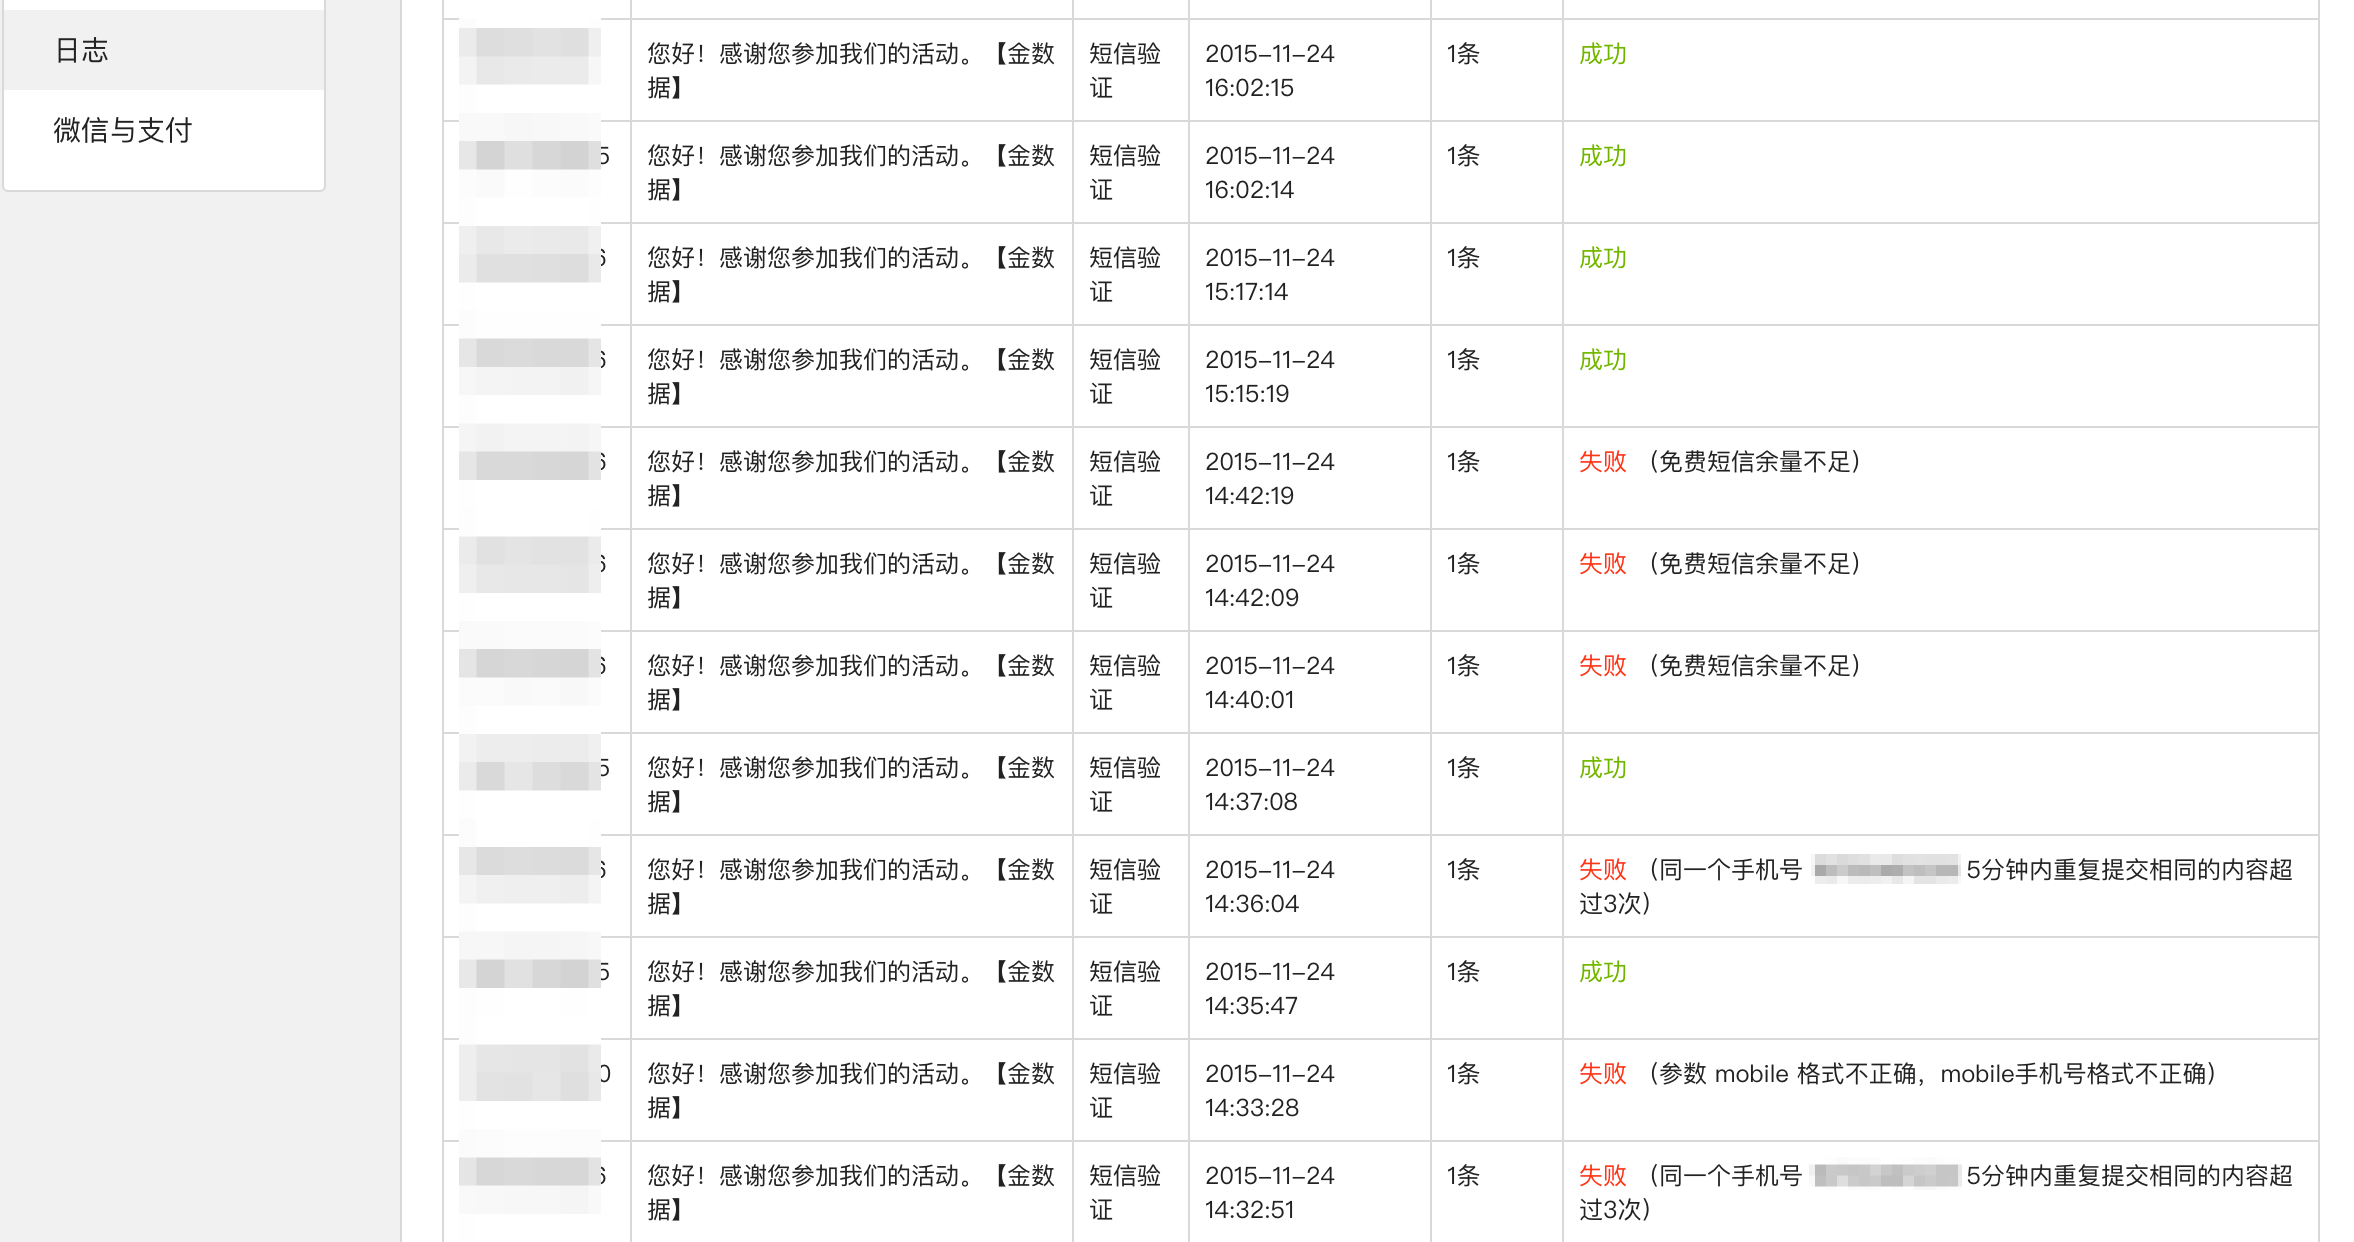 日志
微信与支付
您好！感谢您参加我们的活动。【金数 短信验 2015-11-24 1条 成功
据】 证 16:02:15
5 您好！感谢您参加我们的活动。【金数 短信验 2015-11-24 1条 成功
据】 证 16:02:14
6 您好！感谢您参加我们的活动。【金数 短信验 2015-11-24 1条 成功
据】 证 15:17:14
6 您好！感谢您参加我们的活动。【金数 短信验 2015-11-24 1条 成功
据】 证 15:15:19
6 您好！感谢您参加我们的活动。【金数 短信验 2015-11-24 1条 失败 （免费短信余量不足）
据】 证 14:42:19
6 您好！感谢您参加我们的活动。【金数 短信验 2015-11-24 1条 失败 （免费短信余量不足）
据】 证 14:42:09
6 您好！感谢您参加我们的活动。【金数 短信验 2015-11-24 1条 失败 （免费短信余量不足）
据】 证 14:40:01
5 您好！感谢您参加我们的活动。【金数 短信验 2015-11-24 1条 成功
据】 证 14:37:08
6 您好！感谢您参加我们的活动。【金数 短信验 2015-11-24 1条 失败 （同一个手机号 5分钟内重复提交相同的内容超
据】 证 14:36:04 过3次）
5 您好！感谢您参加我们的活动。【金数 短信验 2015-11-24 1条 成功
据】 证 14:35:47
0 您好！感谢您参加我们的活动。【金数 短信验 2015-11-24 1条 失败 （参数 mobile 格式不正确，mobile手机号格式不正确）
据】 证 14:33:28
6 您好！感谢您参加我们的活动。【金数 短信验 2015-11-24 1条 失败 （同一个手机号 5分钟内重复提交相同的内容超
据】 证 14:32:51 过3次）